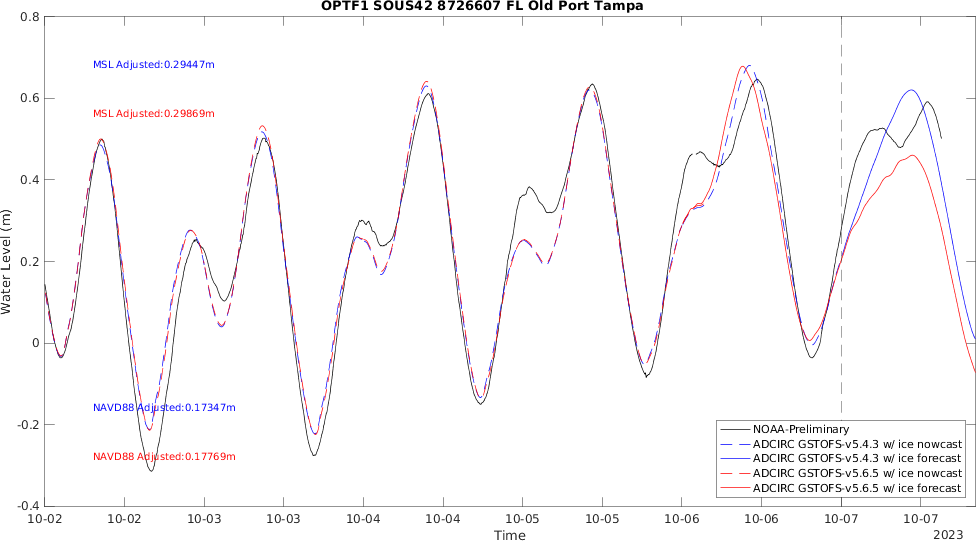 OPTF1 SOUS42 8726607 FL Old Port Tampa
0.8
0.6
0.4
0.2
0
-0.2
-0.4
Water Level (m)
MSL Adjusted:0.29447m
MSL Adjusted:0.29869m
NAVD88 Adjusted:0.17347m
NAVD88 Adjusted:0.17769m
NOAA-Preliminary
ADCIRC GSTOFS-v5.4.3 w/ ice nowcast
ADCIRC GSTOFS-v5.4.3 w/ ice forecast
ADCIRC GSTOFS-v5.6.5 w/ ice nowcast
ADCIRC GSTOFS-v5.6.5 w/ ice forecast
10-02 10-02 10-03 10-03 10-04 10-04 10-05 10-05 10-06 10-06 10-07 10-07
Time
2023